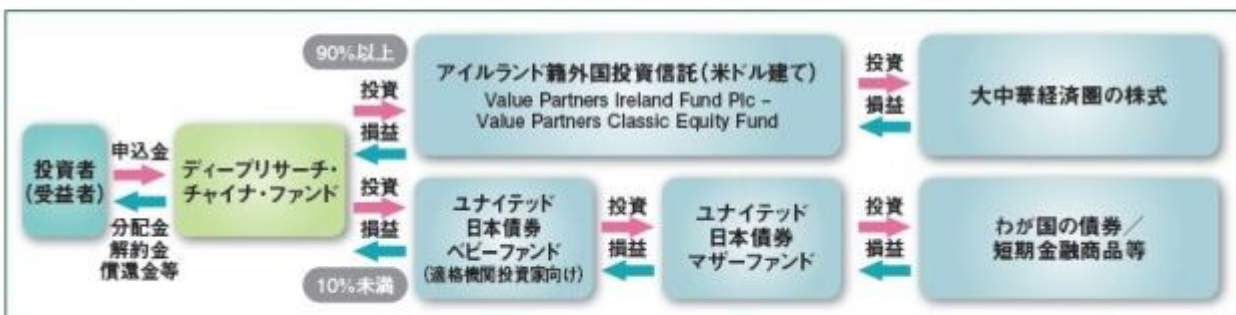 投資者
(受益者)
申込金
分配金
解約金
償還金等
ディープリサーチ・
チャイナ・ファンド
90%以上
投資
損益
アイルランド籍外国投資信託(米ドル建て)
Value Partners Ireland Fund Plc –
Value Partners Classic Equity Fund
投資
損益
大中華経済圏の株式
投資
損益
10%未満
ユナイテッド
日本債券
ベビーファンド
(適格機関投資家向け)
投資
損益
ユナイテッド
日本債券
マザーファンド
投資
損益
わが国の債券/
短期金融商品等